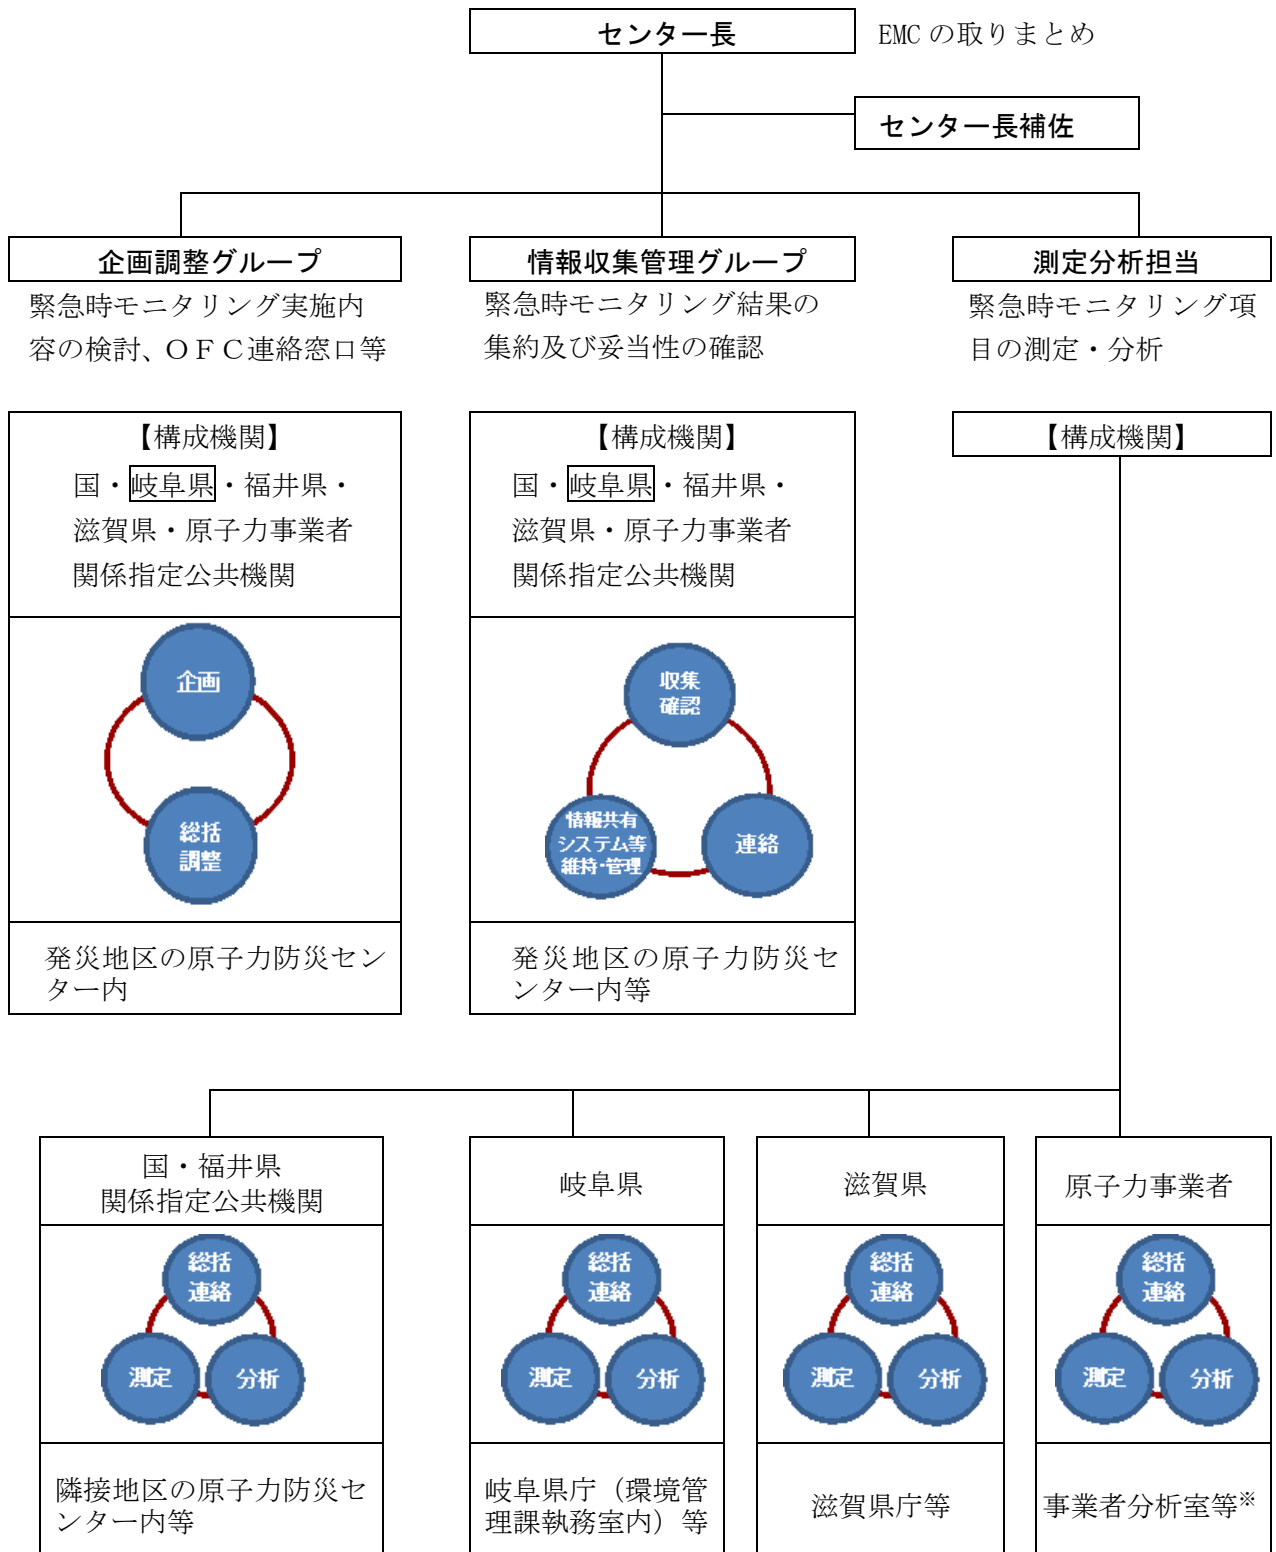 センター長
EMC の取りまとめ
センター長補佐
企画調整グループ
緊急時モニタリング実施内
容の検討、ＯＦＣ連絡窓口等
情報収集管理グループ
緊急時モニタリング結果の
集約及び妥当性の確認
測定分析担当
緊急時モニタリング項
目の測定・分析
【構成機関】
国・岐阜県・福井県・
滋賀県・原子力事業者
関係指定公共機関
企画
総括
調整
発災地区の原子力防災セン
ター内
【構成機関】
国・岐阜県・福井県・
滋賀県・原子力事業者
関係指定公共機関
収集
確認
情報共有
システム等
維持・管理
連絡
発災地区の原子力防災セ
ンター内等
【構成機関】
国・福井県
関係指定公共機関
総括
連絡
測定
分析
隣接地区の原子力防災セ
ンター内等
岐阜県
総括
連絡
測定
分析
岐阜県庁（環境管
理課執務室内）等
滋賀県
総括
連絡
測定
分析
滋賀県庁等
原子力事業者
総括
連絡
測定
分析
事業者分析室等※